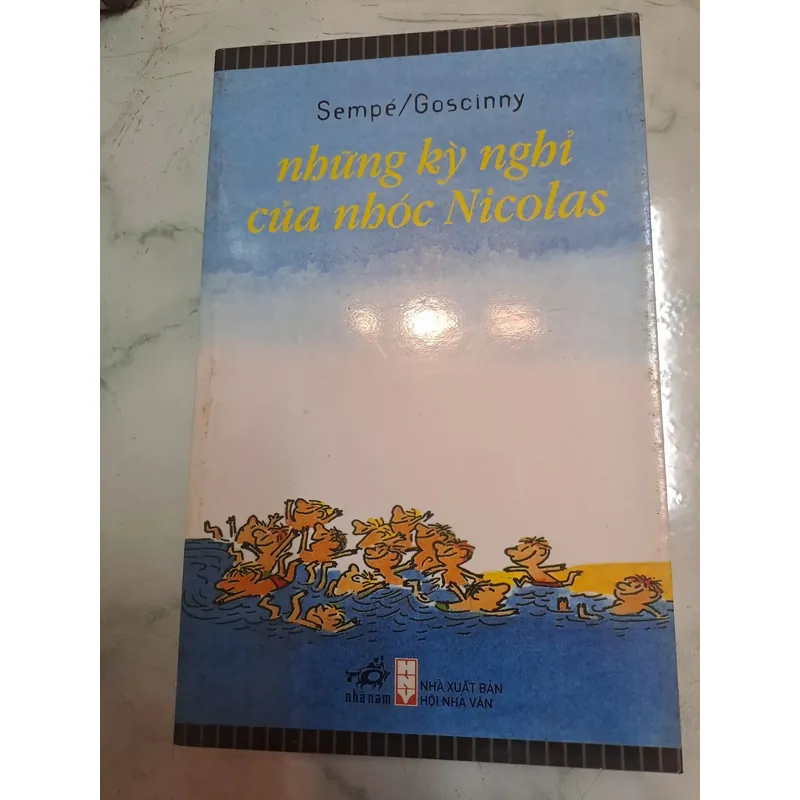 Sempé/Goscinny
những kỳ nghỉ
của nhóc Nicolas
nhã nam
NHÀ XUẤT BẢN
HỘI NHÀ VĂN